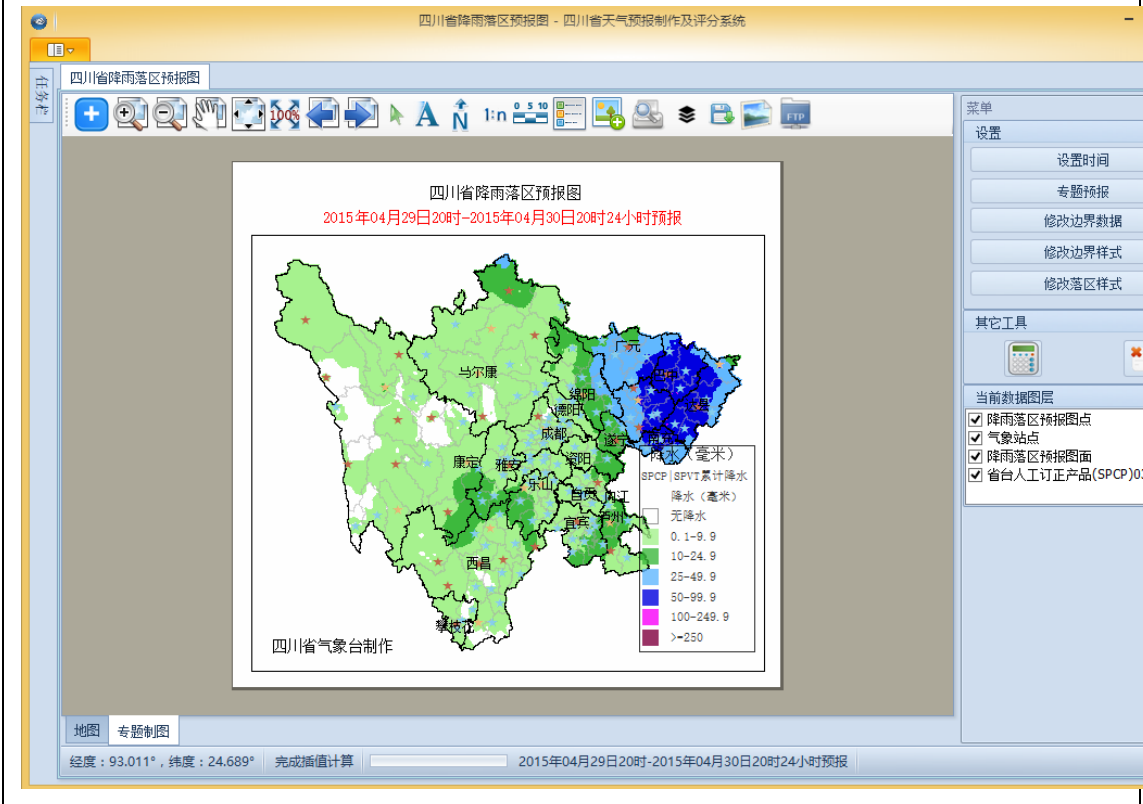 四川省降雨落区预报图 - 四川省天气预报制作及评分系统
任务栏
四川省降雨落区预报图
100%
A
N
1:n
0 5 10
FTP
菜单
设置
设置时间
专题预报
修改边界数据
修改边界样式
修改落区样式
其它工具
当前数据图层
降雨落区预报图点
气象站点
降雨落区预报图面
省台人工订正产品(SPCP)03
四川省降雨落区预报图
2015年04月29日20时-2015年04月30日20时24小时预报
广元
马尔康
巴中
绵阳
达县
德阳
成都
遂宁
南充
康定
雅安
资阳
乐山
自贡
内江
宜宾
泸州
西昌
攀枝花
降水（毫米）
SPCP|SPVT累计降水
降水（毫米）
无降水
0.1-9.9
10-24.9
25-49.9
50-99.9
100-249.9
>=250
四川省气象台制作
地图
专题制图
经度：93.011°，纬度：24.689°
完成插值计算
2015年04月29日20时-2015年04月30日20时24小时预报